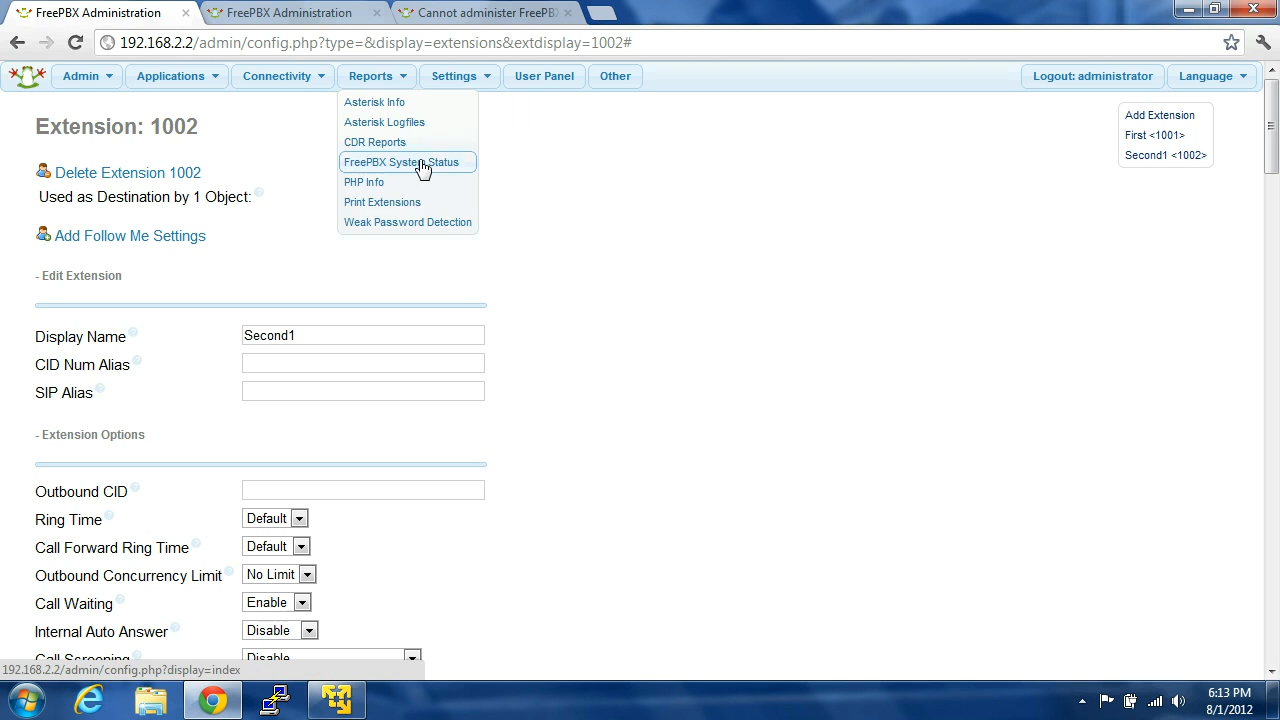 FreePBX Administration
FreePBX Administration
Cannot administer FreePB
192.168.2.2/admin/config.php?type=&display=extensions&extdisplay=1002#
Admin Applications Connectivity Reports Settings User Panel Other Logout: administrator Language
Asterisk Info
Asterisk Logfiles
CDR Reports
FreePBX System Status
PHP Info
Print Extensions
Weak Password Detection
Add Extension
First <1001>
Second1 <1002>
Extension: 1002
Delete Extension 1002
Used as Destination by 1 Object:
Add Follow Me Settings
- Edit Extension
Display Name Second1
CID Num Alias
SIP Alias
- Extension Options
Outbound CID
Ring Time Default
Call Forward Ring Time Default
Outbound Concurrency Limit No Limit
Call Waiting Enable
Internal Auto Answer Disable
Call Screening Disable
192.168.2.2/admin/config.php?display=index
6:13 PM
8/1/2012